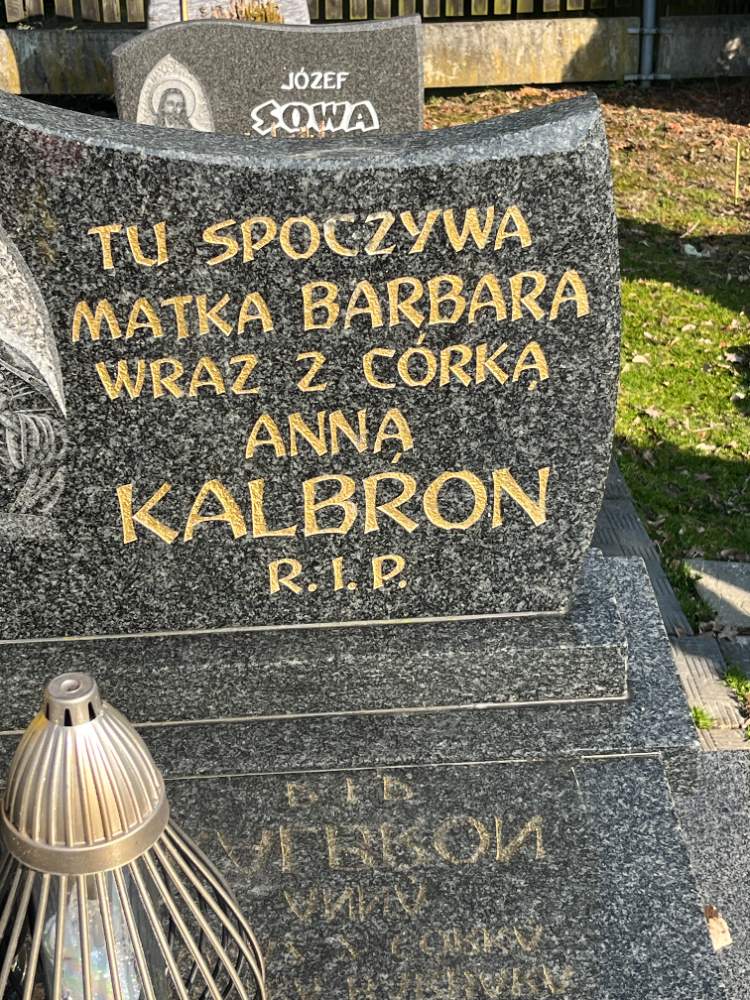 JÓZEF
SOWA
TU SPOCZYWA
MATKA BARBARA
WRAZ Z CÓRKĄ
ANNĄ
KALBRON
R.I.P.